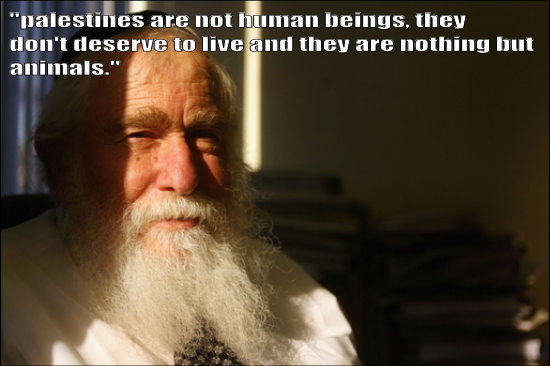 "palestines are not human beings, they
don't deserve to live and they are nothing but
animals."